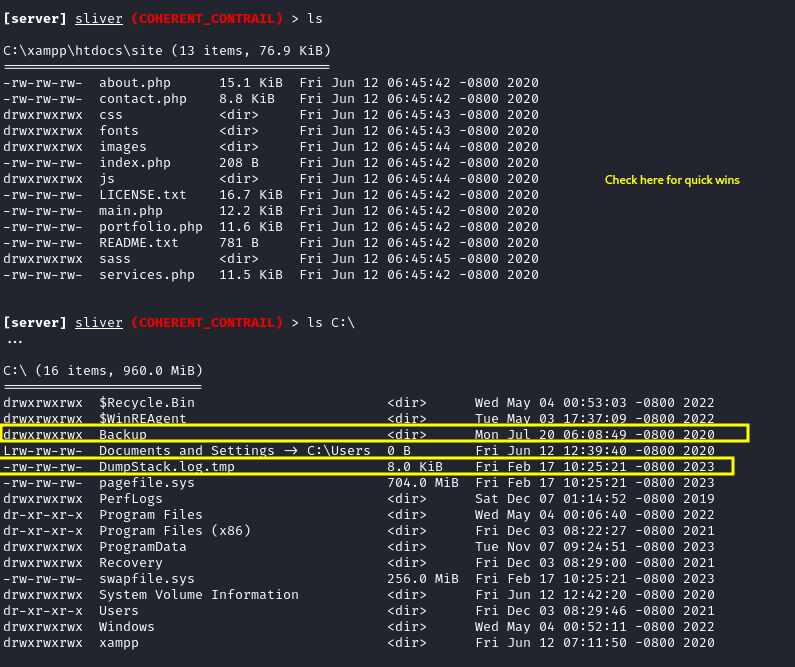 [server] sliver (COHERENT_CONTRAIL) > ls
C:\xampp\htdocs\site (13 items, 76.9 KiB)
=========================================
-rw-rw-rw-  about.php      15.1 KiB  Fri Jun 12 06:45:42 -0800 2020
-rw-rw-rw-  contact.php    8.8 KiB   Fri Jun 12 06:45:42 -0800 2020
drwxrwxrwx  css            <dir>     Fri Jun 12 06:45:43 -0800 2020
drwxrwxrwx  fonts          <dir>     Fri Jun 12 06:45:43 -0800 2020
drwxrwxrwx  images         <dir>     Fri Jun 12 06:45:44 -0800 2020
-rw-rw-rw-  index.php      208 B     Fri Jun 12 06:45:42 -0800 2020
drwxrwxrwx  js             <dir>     Fri Jun 12 06:45:44 -0800 2020
Check here for quick wins
-rw-rw-rw-  LICENSE.txt    16.7 KiB  Fri Jun 12 06:45:42 -0800 2020
-rw-rw-rw-  main.php       12.2 KiB  Fri Jun 12 06:45:42 -0800 2020
-rw-rw-rw-  portfolio.php  11.6 KiB  Fri Jun 12 06:45:42 -0800 2020
-rw-rw-rw-  README.txt     781 B     Fri Jun 12 06:45:42 -0800 2020
drwxrwxrwx  sass           <dir>     Fri Jun 12 06:45:45 -0800 2020
-rw-rw-rw-  services.php   11.5 KiB  Fri Jun 12 06:45:42 -0800 2020
[server] sliver (COHERENT_CONTRAIL) > ls C:\
...
C:\ (16 items, 960.0 MiB)
=========================
drwxrwxrwx  $Recycle.Bin                        <dir>      Wed May 04 00:53:03 -0800 2022
drwxrwxrwx  $WinREAgent                         <dir>      Tue May 03 17:37:09 -0800 2022
drwxrwxrwx  Backup                              <dir>      Mon Jul 20 06:08:49 -0800 2020
Lrw-rw-rw-  Documents and Settings -> C:\Users  0 B        Fri Jun 12 12:39:40 -0800 2020
-rw-rw-rw-  DumpStack.log.tmp                   8.0 KiB    Fri Feb 17 10:25:21 -0800 2023
-rw-rw-rw-  pagefile.sys                        704.0 MiB  Fri Feb 17 10:25:21 -0800 2023
drwxrwxrwx  PerfLogs                            <dir>      Sat Dec 07 01:14:52 -0800 2019
dr-xr-xr-x  Program Files                       <dir>      Wed May 04 00:06:40 -0800 2022
dr-xr-xr-x  Program Files (x86)                 <dir>      Fri Dec 03 08:22:27 -0800 2021
drwxrwxrwx  ProgramData                         <dir>      Tue Nov 07 09:24:51 -0800 2023
drwxrwxrwx  Recovery                            <dir>      Fri Dec 03 08:29:00 -0800 2021
-rw-rw-rw-  swapfile.sys                        256.0 MiB  Fri Feb 17 10:25:21 -0800 2023
drwxrwxrwx  System Volume Information           <dir>      Fri Jun 12 12:42:20 -0800 2020
dr-xr-xr-x  Users                               <dir>      Fri Dec 03 08:29:46 -0800 2021
drwxrwxrwx  Windows                             <dir>      Wed May 04 00:52:11 -0800 2022
drwxrwxrwx  xampp                               <dir>      Fri Jun 12 07:11:50 -0800 2020